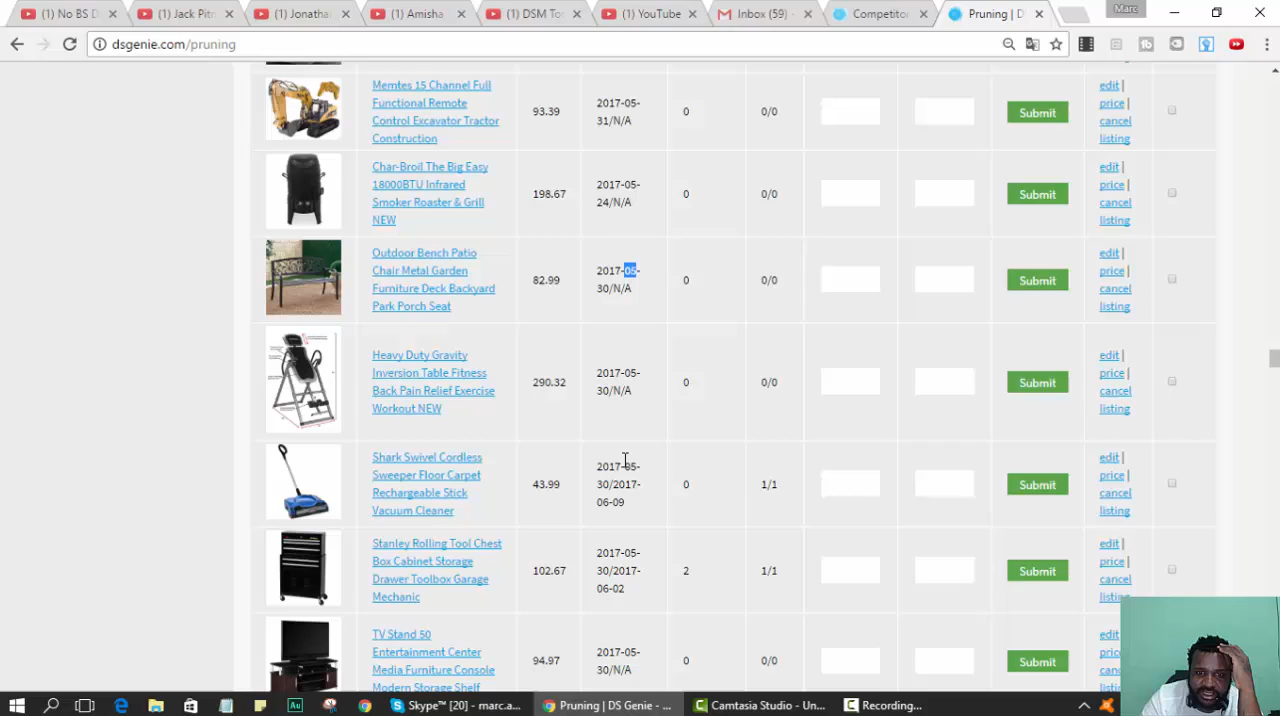 (1) no BS
(1) Jack Pit
(1) Jonatha
(1) Amisha
(1) DSM To
(1) YouTube
Inbox (59)
Competito
Pruning | D
Marc
dsgenie.com/pruning
Memtes 15 Channel Full
Functional Remote
Control Excavator Tractor
Construction
93.39
2017-05-
31/N/A
0/0
Submit
edit |
price |
cancel
listing
Char-Broil The Big Easy
18000BTU Infrared
Smoker Roaster & Grill
NEW
198.67
2017-05-
24/N/A
0
0/0
Submit
edit |
price |
cancel
listing
Outdoor Bench Patio
Chair Metal Garden
Furniture Deck Backyard
Park Porch Seat
82.99
2017-05-
30/N/A
0/0
Submit
edit |
price |
cancel
listing
Heavy Duty Gravity
Inversion Table Fitness
Back Pain Relief Exercise
Workout NEW
290.32
2017-05-
30/N/A
0
0/0
Submit
edit |
price |
cancel
listing
Shark Swivel Cordless
Sweeper Floor Carpet
Rechargeable Stick
Vacuum Cleaner
43.99
2017-05-
30/2017-
06-09
1/1
Submit
edit |
price |
cancel
listing
Stanley Rolling Tool Chest
Box Cabinet Storage
Drawer Toolbox Garage
Mechanic
102.67
2017-05-
30/2017-
06-02
2
1/1
Submit
edit |
price |
cancel
listing
TV Stand 50
Entertainment Center
Media Furniture Console
Modern Storage Shelf
94.97
2017-05-
30/N/A
0
0/0
Submit
edit |
price |
cancel
Skype™ [20] - marc.a...
Pruning | DS Genie - ...
Camtasia Studio - Un...
Recording...